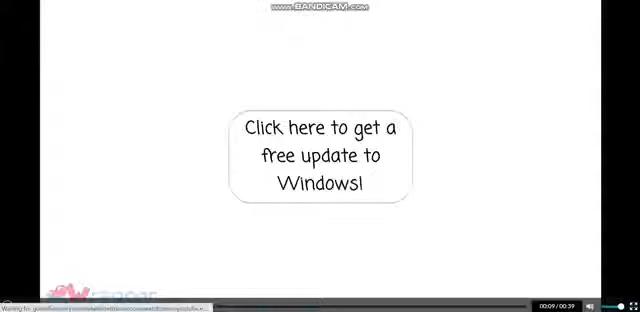 www.BANDICAM.com
Click here to get a
free update to
Windows!
00:09 / 00:39